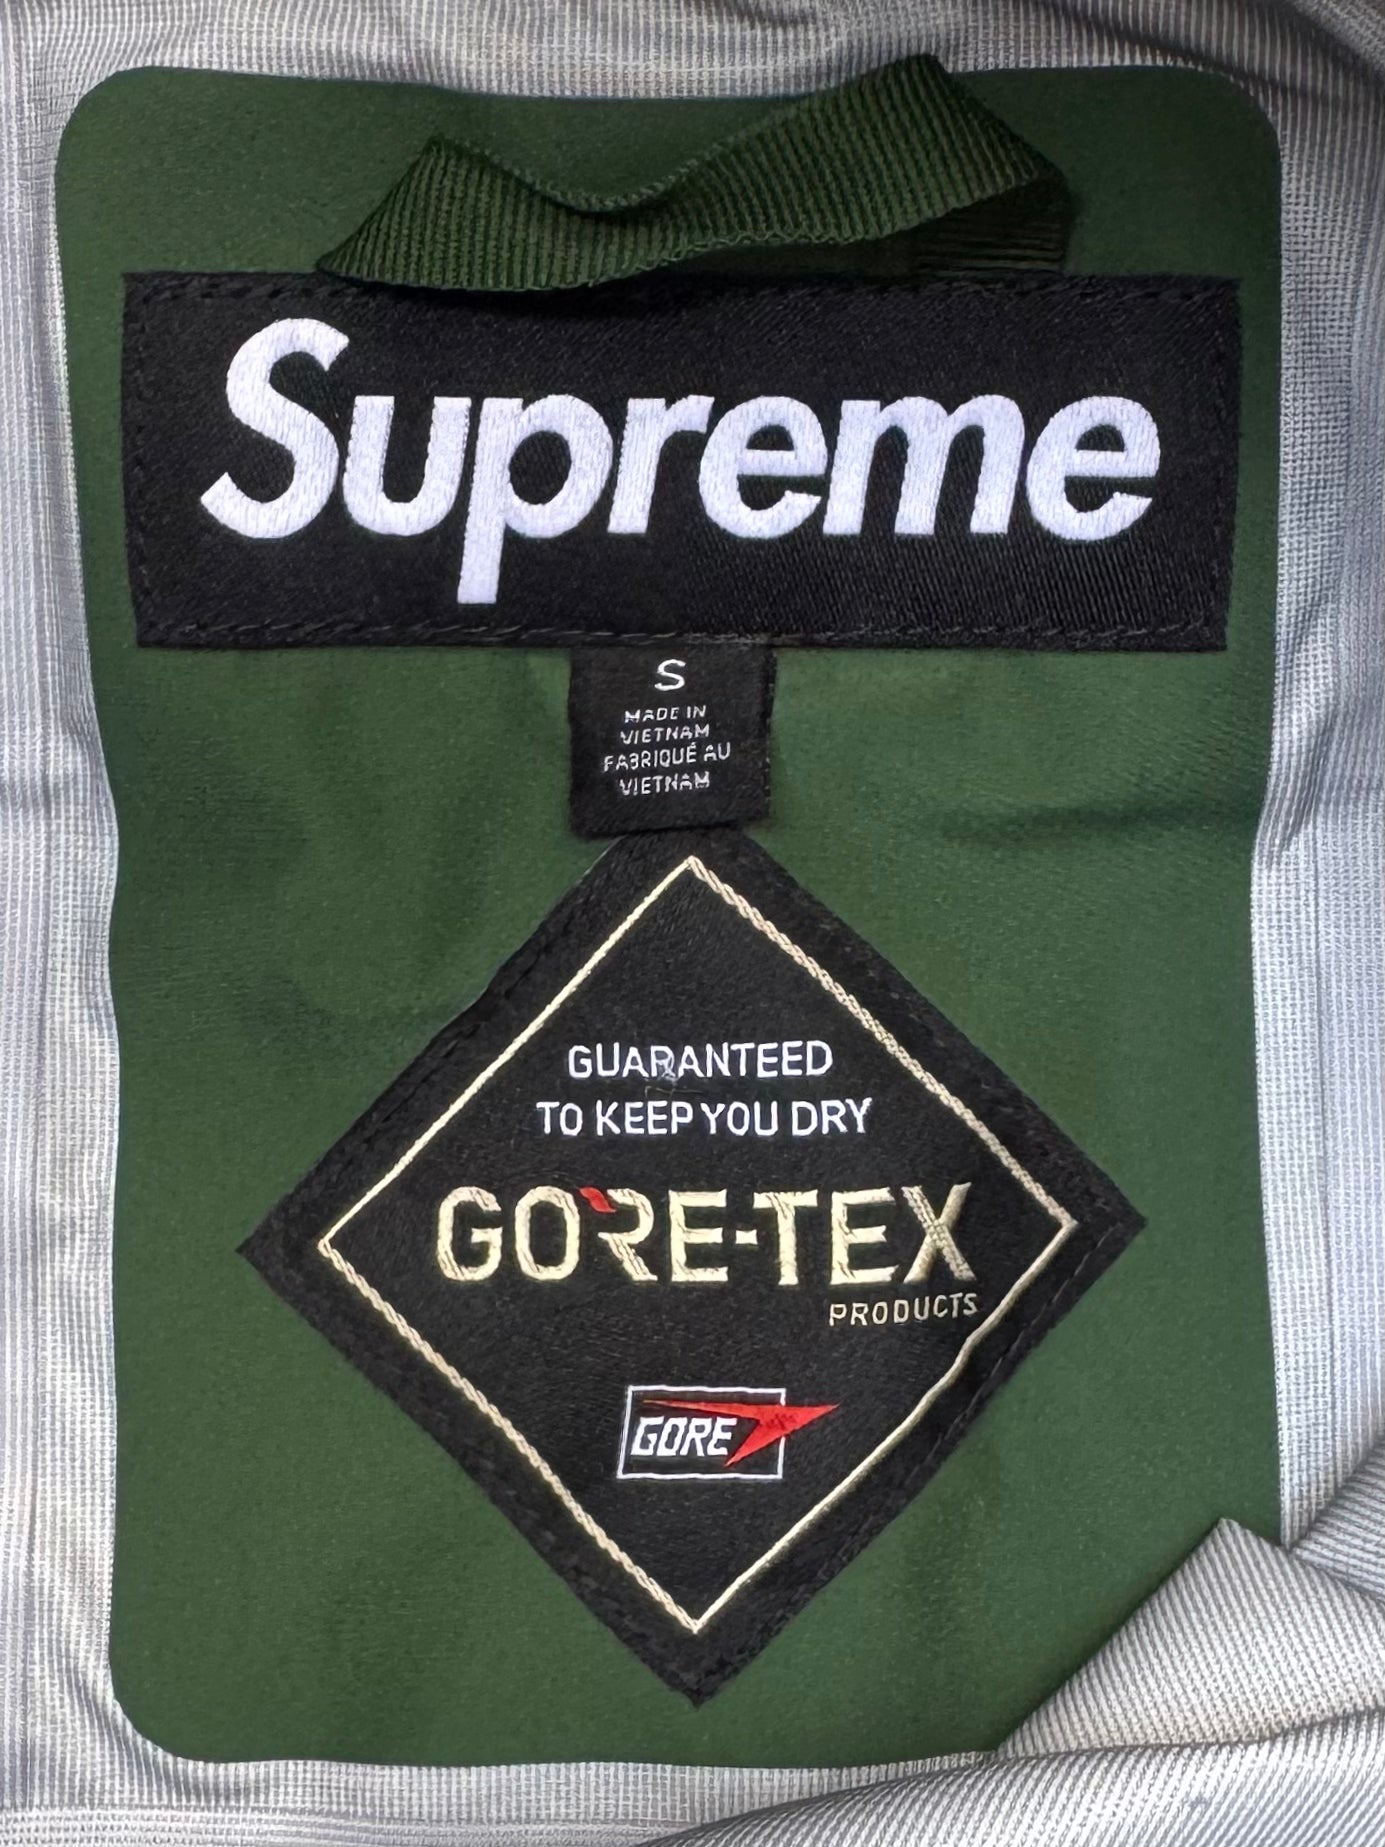 Supreme
S
MADE IN
VIETNAM
FABRIQUÉ AU
VIETNAM
GUARANTEED
TO KEEP YOU DRY
GORE-TEX
PRODUCTS
GORE